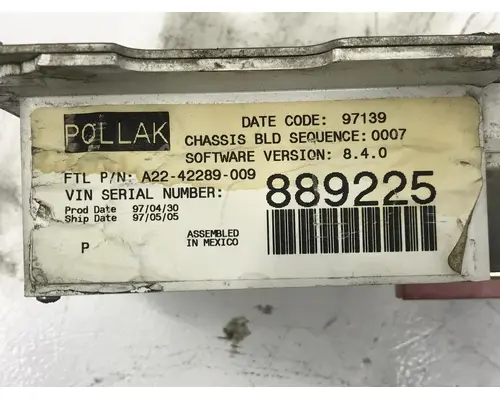 POLLAK
DATE CODE: 97139
CHASSIS BLD SEQUENCE:0007
SOFTWARE VERSION: 8.4.0
FTL P/N: A22-42289-009
VIN SERIAL NUMBER: 889225
Prod Date 97/04/30
Ship Date 97/05/05
P
ASSEMBLED
IN MEXICO